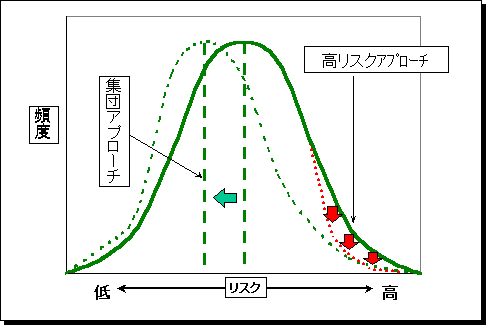 高リスクアプローチ
集団アプローチ
頻度
低
リスク
高